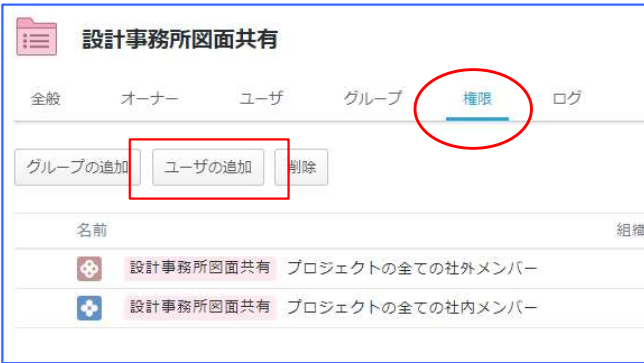 設計事務所図面共有
全般 オーナー ユーザ グループ 権限 ログ
グループの追加 ユーザの追加 削除
名前 組織
設計事務所図面共有 プロジェクトの全ての社外メンバー
設計事務所図面共有 プロジェクトの全ての社内メンバー